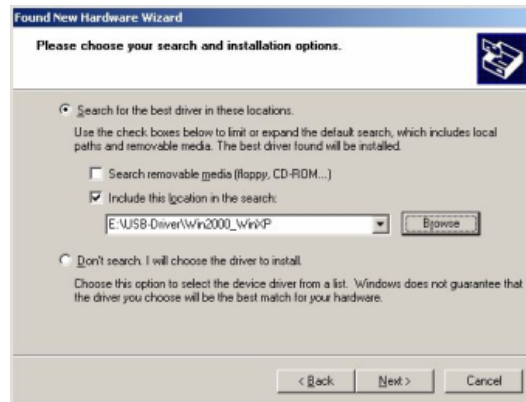 Found New Hardware Wizard
Please choose your search and installation options.
Search for the best driver in these locations.
Use the check boxes below to limit or expand the default search, which includes local
paths and removable media. The best driver found will be installed.
Search removable media (floppy, CD-ROM...)
Include this location in the search:
E:\USB-Driver\Win2000_WinXP
Browse
Don't search. I will choose the driver to install.
Choose this option to select the device driver from a list. Windows does not guarantee that
the driver you choose will be the best match for your hardware.
< Back
Next >
Cancel